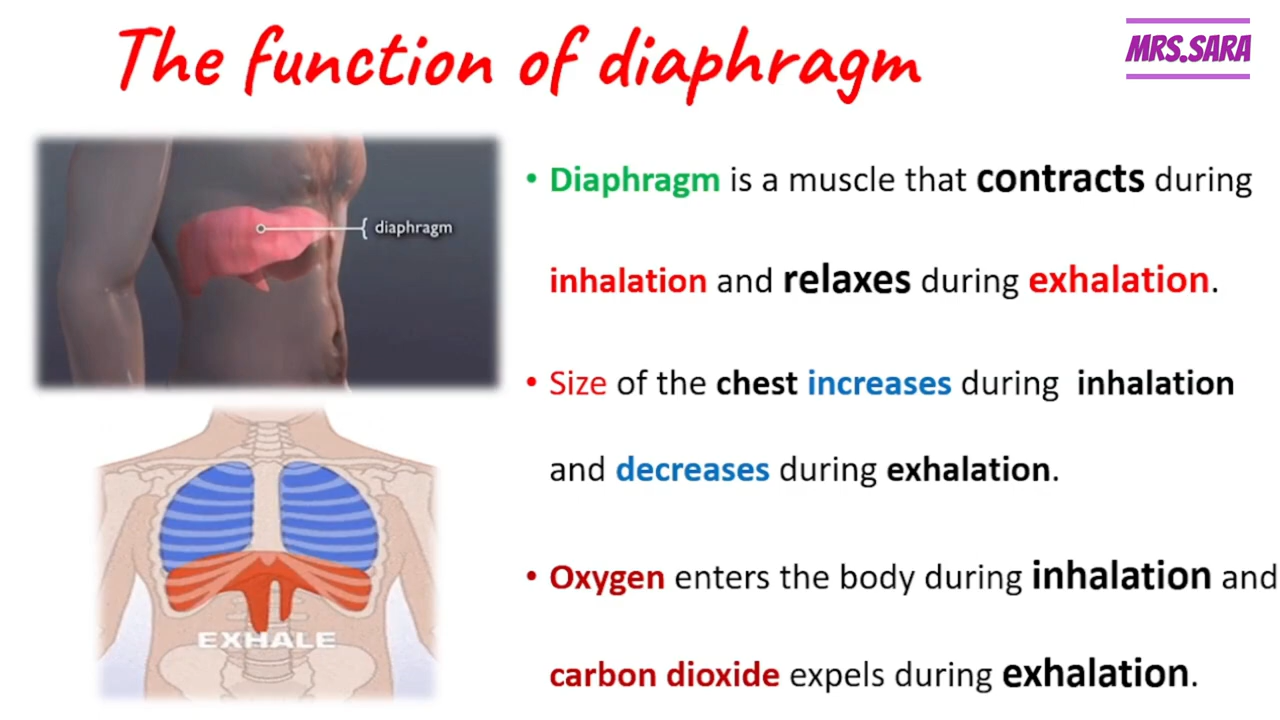 The function of diaphragm
MRS.SARA
diaphragm
• Diaphragm is a muscle that contracts during
inhalation and relaxes during exhalation.
• Size of the chest increases during inhalation
and decreases during exhalation.
• Oxygen enters the body during inhalation and
carbon dioxide expels during exhalation.
EXHALE